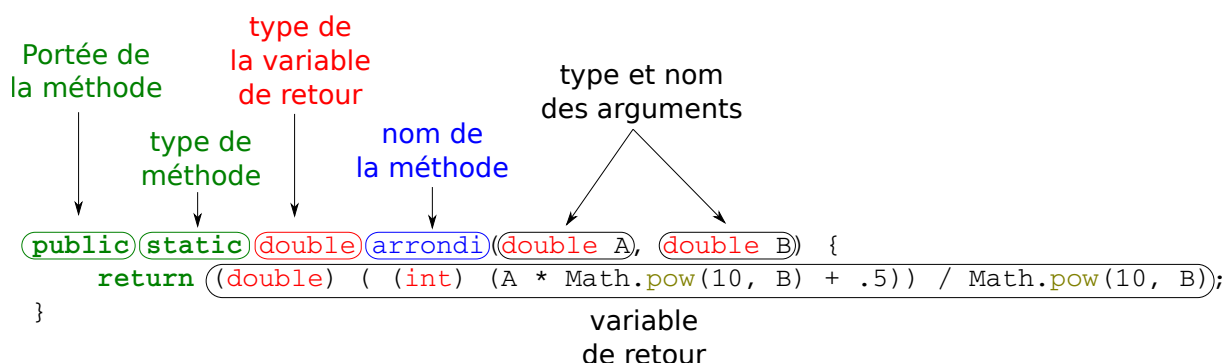 Portée de
la méthode
type de
méthode
type de
la variable
de retour
nom de
la méthode
type et nom
des arguments
public static double arrondi(double A, double B) {
return (double) ( (int) (A * Math.pow(10, B) + .5)) / Math.pow(10, B);
}
variable
de retour